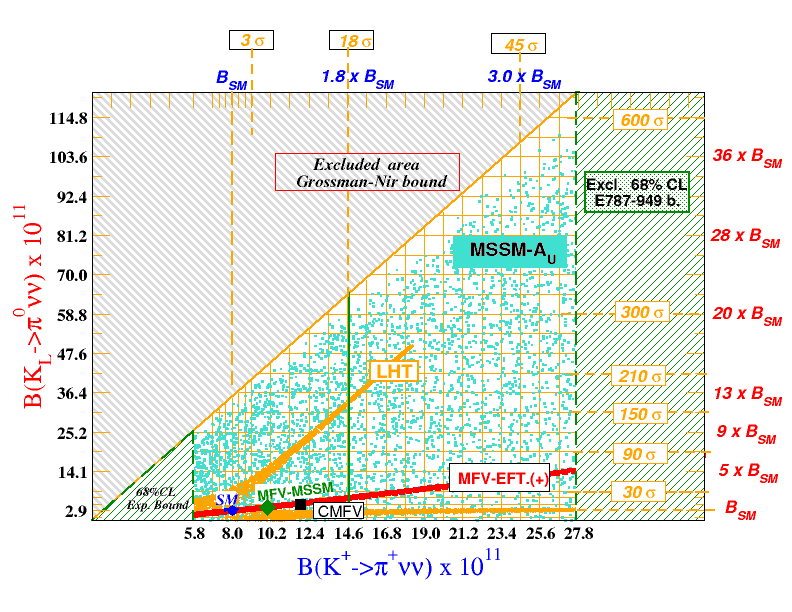 3 σ
18 σ
45 σ
B_SM
1.8 x B_SM
3.0 x B_SM
114.8
103.6
92.4
81.2
70.0
58.8
47.6
36.4
25.2
14.1
2.9
B(K_L->π^0νν) x 10^11
Excluded area
Grossman-Nir bound
MSSM-A_U
LHT
MFV-EFT.(+)
MFV-MSSM
SM
CMFV
68%CL
Exp. Bound
Excl. 68% CL
E787-949 b.
600 σ
300 σ
210 σ
150 σ
90 σ
30 σ
36 x B_SM
28 x B_SM
20 x B_SM
13 x B_SM
9 x B_SM
5 x B_SM
B_SM
5.8 8.0 10.2 12.4 14.6 16.8 19.0 21.2 23.4 25.6 27.8
B(K^+->π^+νν) x 10^11